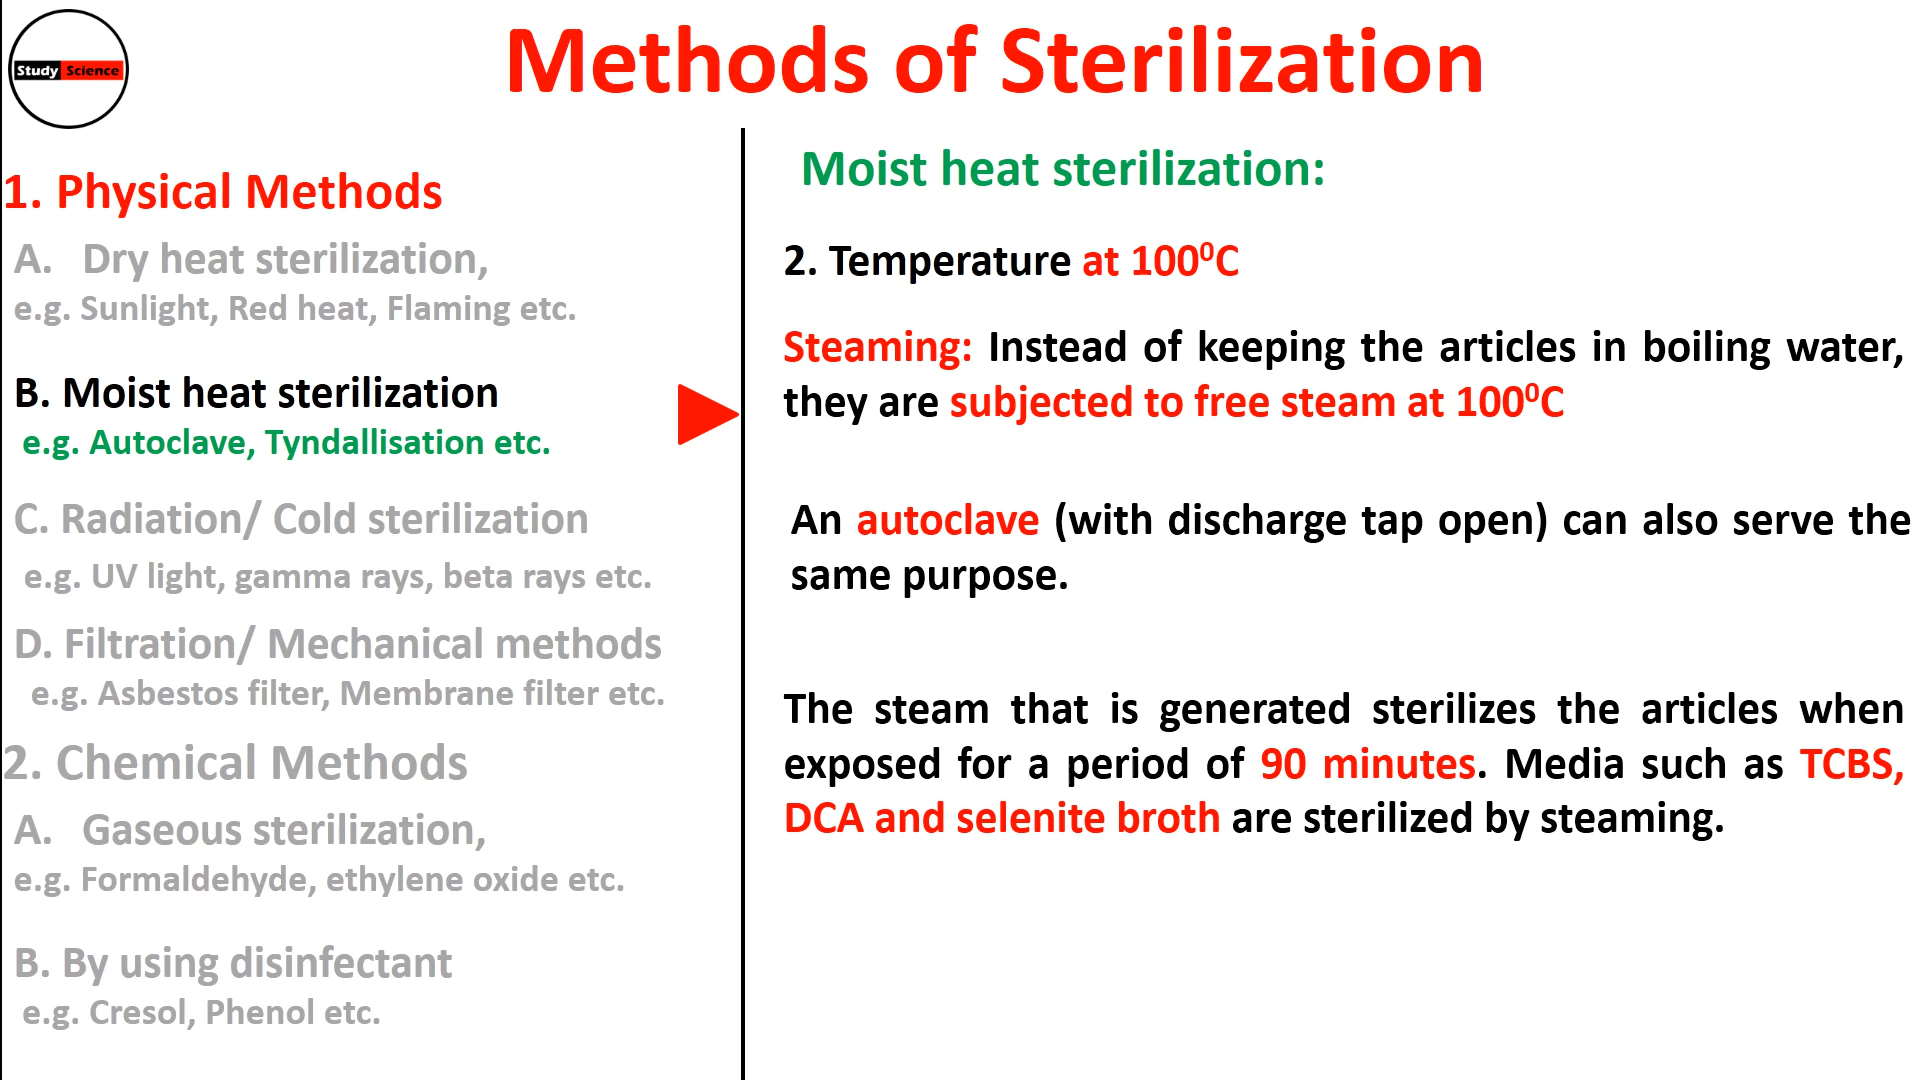 Study Science
Methods of Sterilization
1. Physical Methods
A. Dry heat sterilization,
e.g. Sunlight, Red heat, Flaming etc.
B. Moist heat sterilization
e.g. Autoclave, Tyndallisation etc.
C. Radiation/ Cold sterilization
e.g. UV light, gamma rays, beta rays etc.
D. Filtration/ Mechanical methods
e.g. Asbestos filter, Membrane filter etc.
2. Chemical Methods
A. Gaseous sterilization,
e.g. Formaldehyde, ethylene oxide etc.
B. By using disinfectant
e.g. Cresol, Phenol etc.
Moist heat sterilization:
2. Temperature at 100⁰C
Steaming: Instead of keeping the articles in boiling water,
they are subjected to free steam at 100⁰C
An autoclave (with discharge tap open) can also serve the
same purpose.
The steam that is generated sterilizes the articles when
exposed for a period of 90 minutes. Media such as TCBS,
DCA and selenite broth are sterilized by steaming.